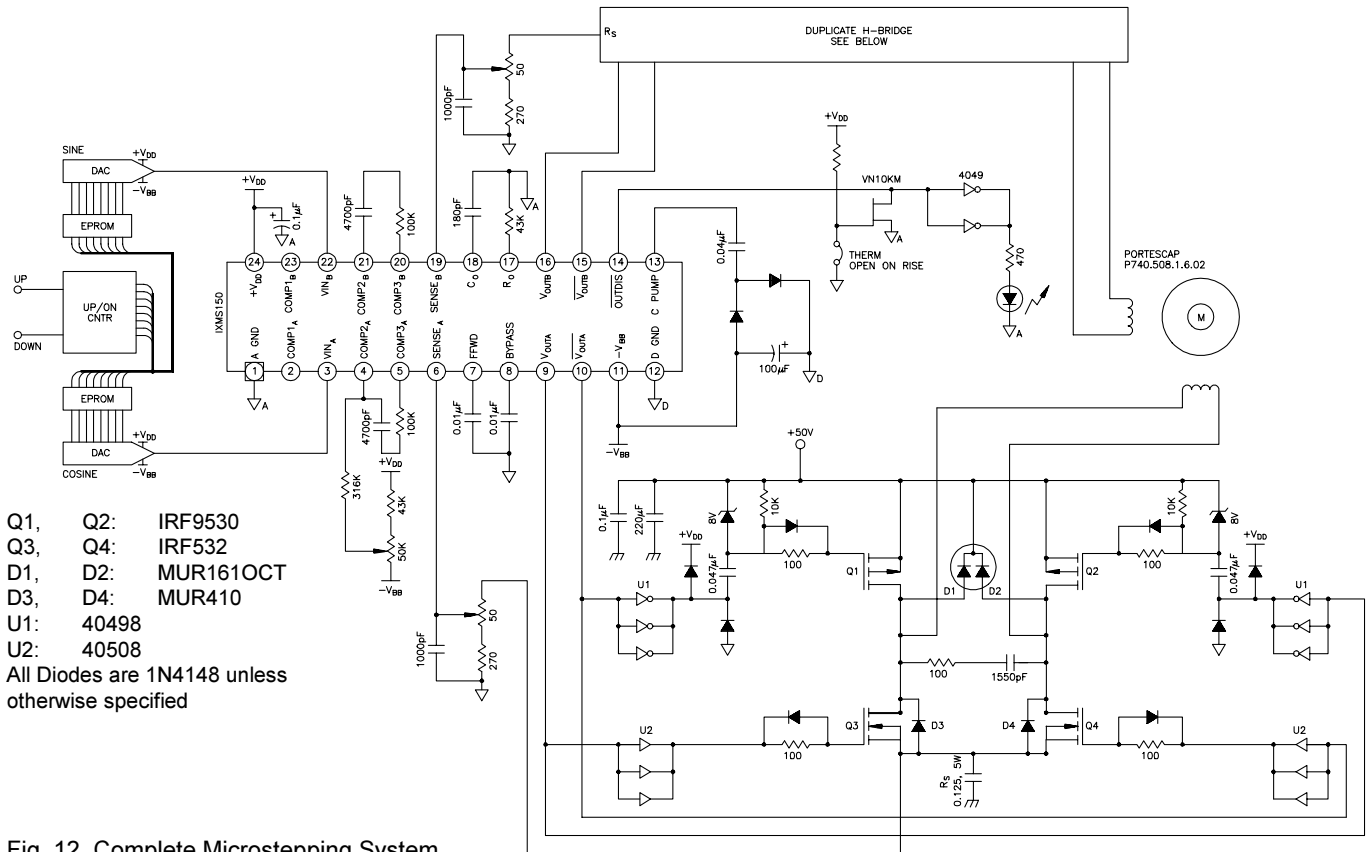 DUPLICATE H-BRIDGE
SEE BELOW
RS
50
270
1000pF
SINE
DAC
+VDD
-VBB
EPROM
UP
DOWN
UP/ON
CNTR
EPROM
DAC
+VDD
-VBB
COSINE
+VDD
0.1µF
A
4700pF
100K
180pF
43K
A
+VDD
VN10KM
4049
THERM
OPEN ON RISE
A
470
A
0.04µF
100µF
D
PORTESCAP
P740.508.1.6.02
M
24 23 22 21 20 19 18 17 16 15 14 13
+VDD
COMP1B
VINB
COMP2B
COMP3B
SENSEB
CO
RO
VOUTB
VOUTB
OUTDIS
C PUMP
IXMS150
A GND
COMP1A
VINA
COMP2A
COMP3A
SENSEA
FFWD
BYPASS
VOUTA
VOUTA
-VBB
D GND
1 2 3 4 5 6 7 8 9 10 11 12
A
4700pF
100K
0.01µF
0.01µF
-VBB
D
316K
+VDD
43K
50K
-VBB
1000pF
50
270
+50V
0.1µF
220µF
+VDD
8V
0.047µF
10K
100
Q1
D1
D2
Q2
100
10K
8V
0.047µF
+VDD
U1
U1
100
1550pF
U2
100
Q3
D3
D4
Q4
100
U2
RS
0.125, 5W
Q1, Q2: IRF9530
Q3, Q4: IRF532
D1, D2: MUR161OCT
D3, D4: MUR410
U1: 40498
U2: 40508
All Diodes are 1N4148 unless
otherwise specified
Fig. 12 Complete Microstepping System